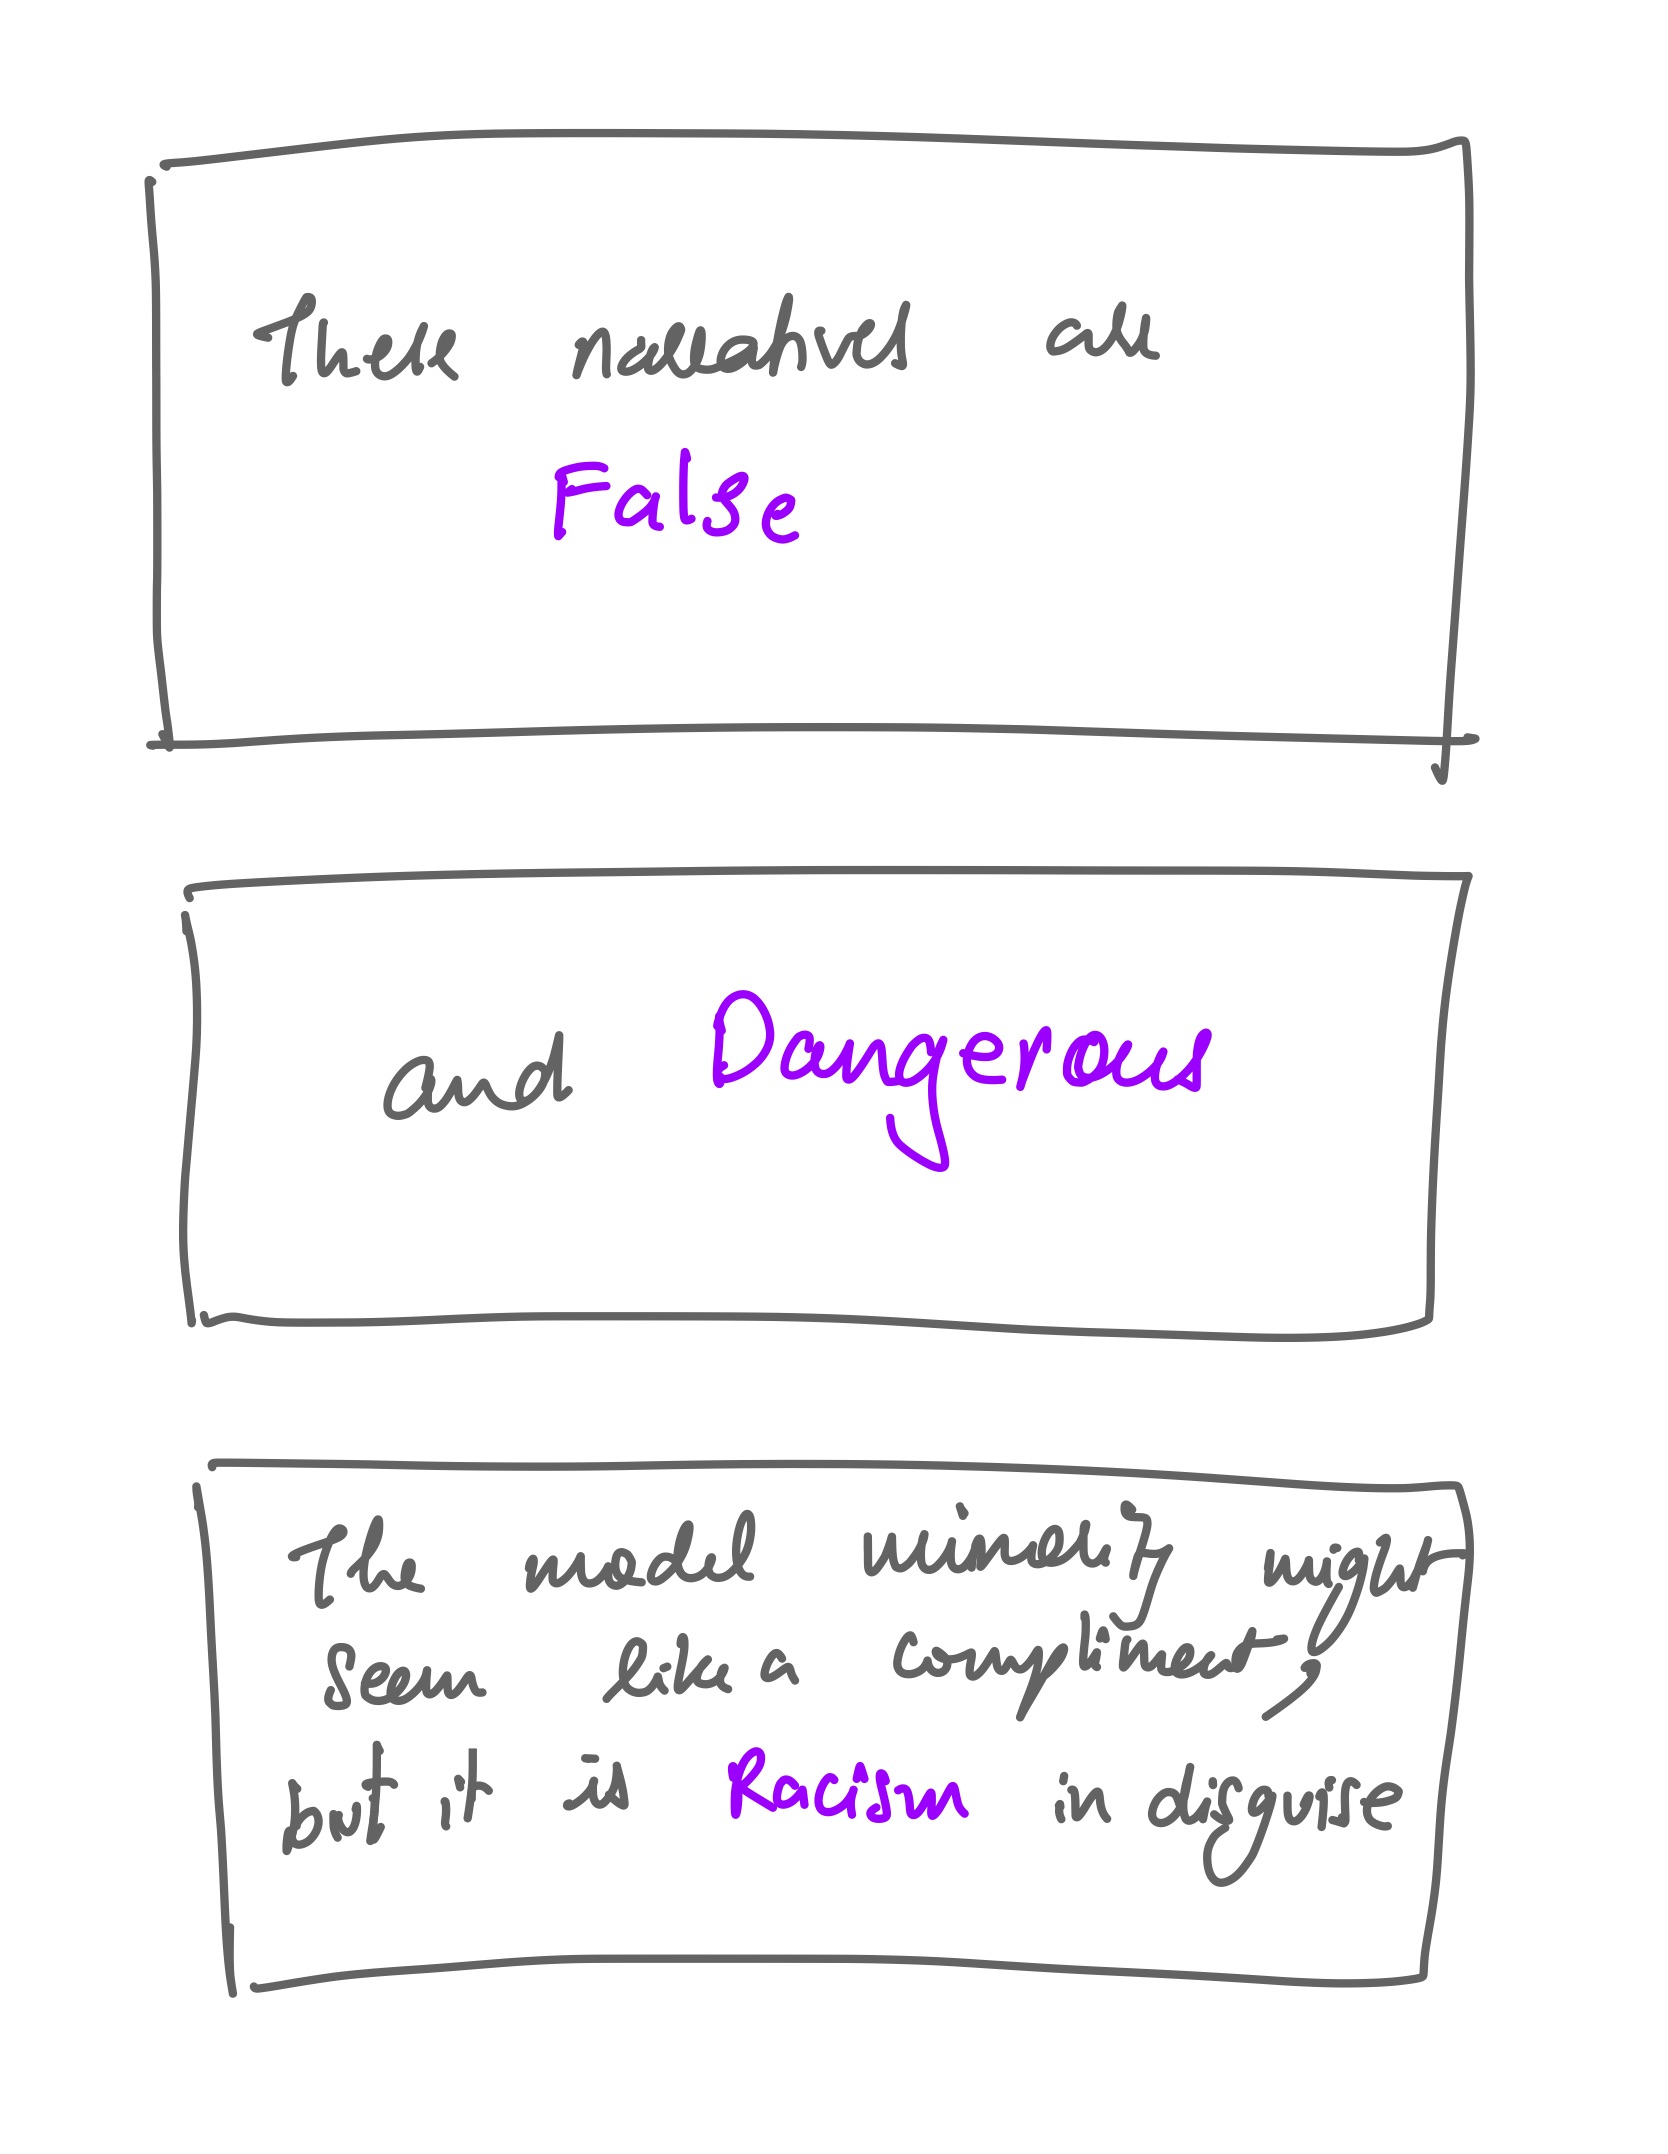 These narratives are
False
and Dangerous
The model minority might
seem like a compliment,
but it is Racism in disguise